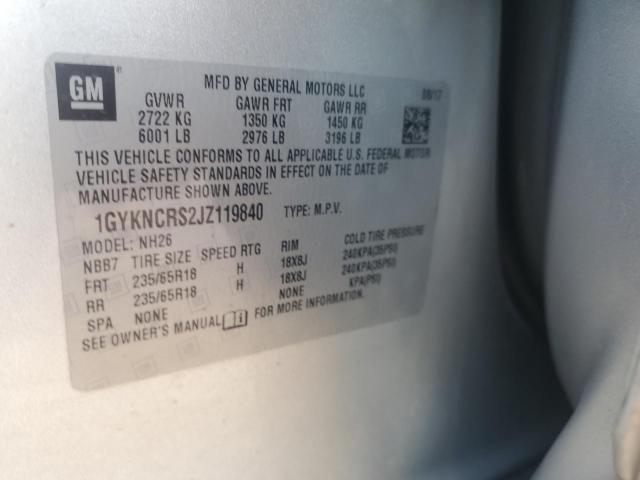 GM
MFD BY GENERAL MOTORS LLC 08/17
GVWR GAWR FRT GAWR RR
2722 KG 1350 KG 1450 KG
6001 LB 2976 LB 3196 LB
THIS VEHICLE CONFORMS TO ALL APPLICABLE U.S. FEDERAL MOTOR
VEHICLE SAFETY STANDARDS IN EFFECT ON THE DATE OF
MANUFACTURE SHOWN ABOVE.
1GYKNCRS2JZ119840 TYPE: M.P.V.
MODEL: NH26
NBB7 TIRE SIZE SPEED RTG RIM COLD TIRE PRESSURE
FRT 235/65R18 H 18X8J 240KPA(35PSI)
RR 235/65R18 H 18X8J 240KPA(35PSI)
SPA NONE NONE KPA(PSI)
SEE OWNER'S MANUAL FOR MORE INFORMATION.